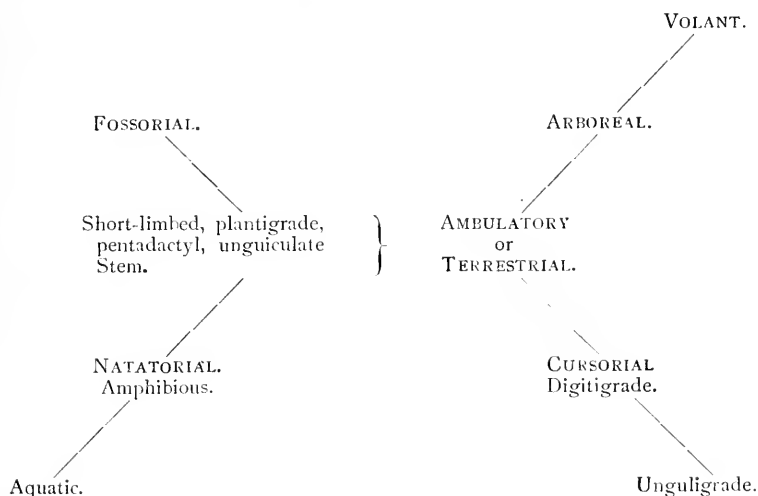 VOLANT.
FOSSORIAL.
ARBOREAL.
Short-limbed, plantigrade,
pentadactyl, unguiculate
Stem.
AMBULATORY
or
TERRESTRIAL.
NATATORIAL.
Amphibious.
CURSORIAL
Digitigrade.
Aquatic.
Unguligrade.